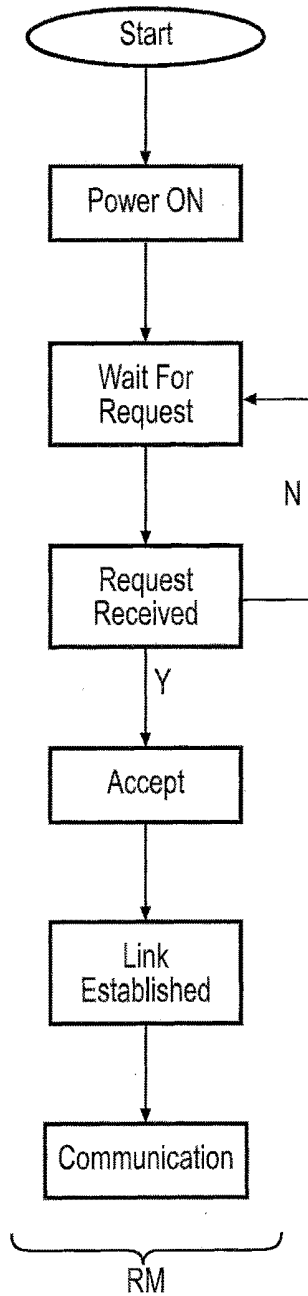 Start
Power ON
Wait For
Request
N
Request
Received
Y
Accept
Link
Established
Communication
RM